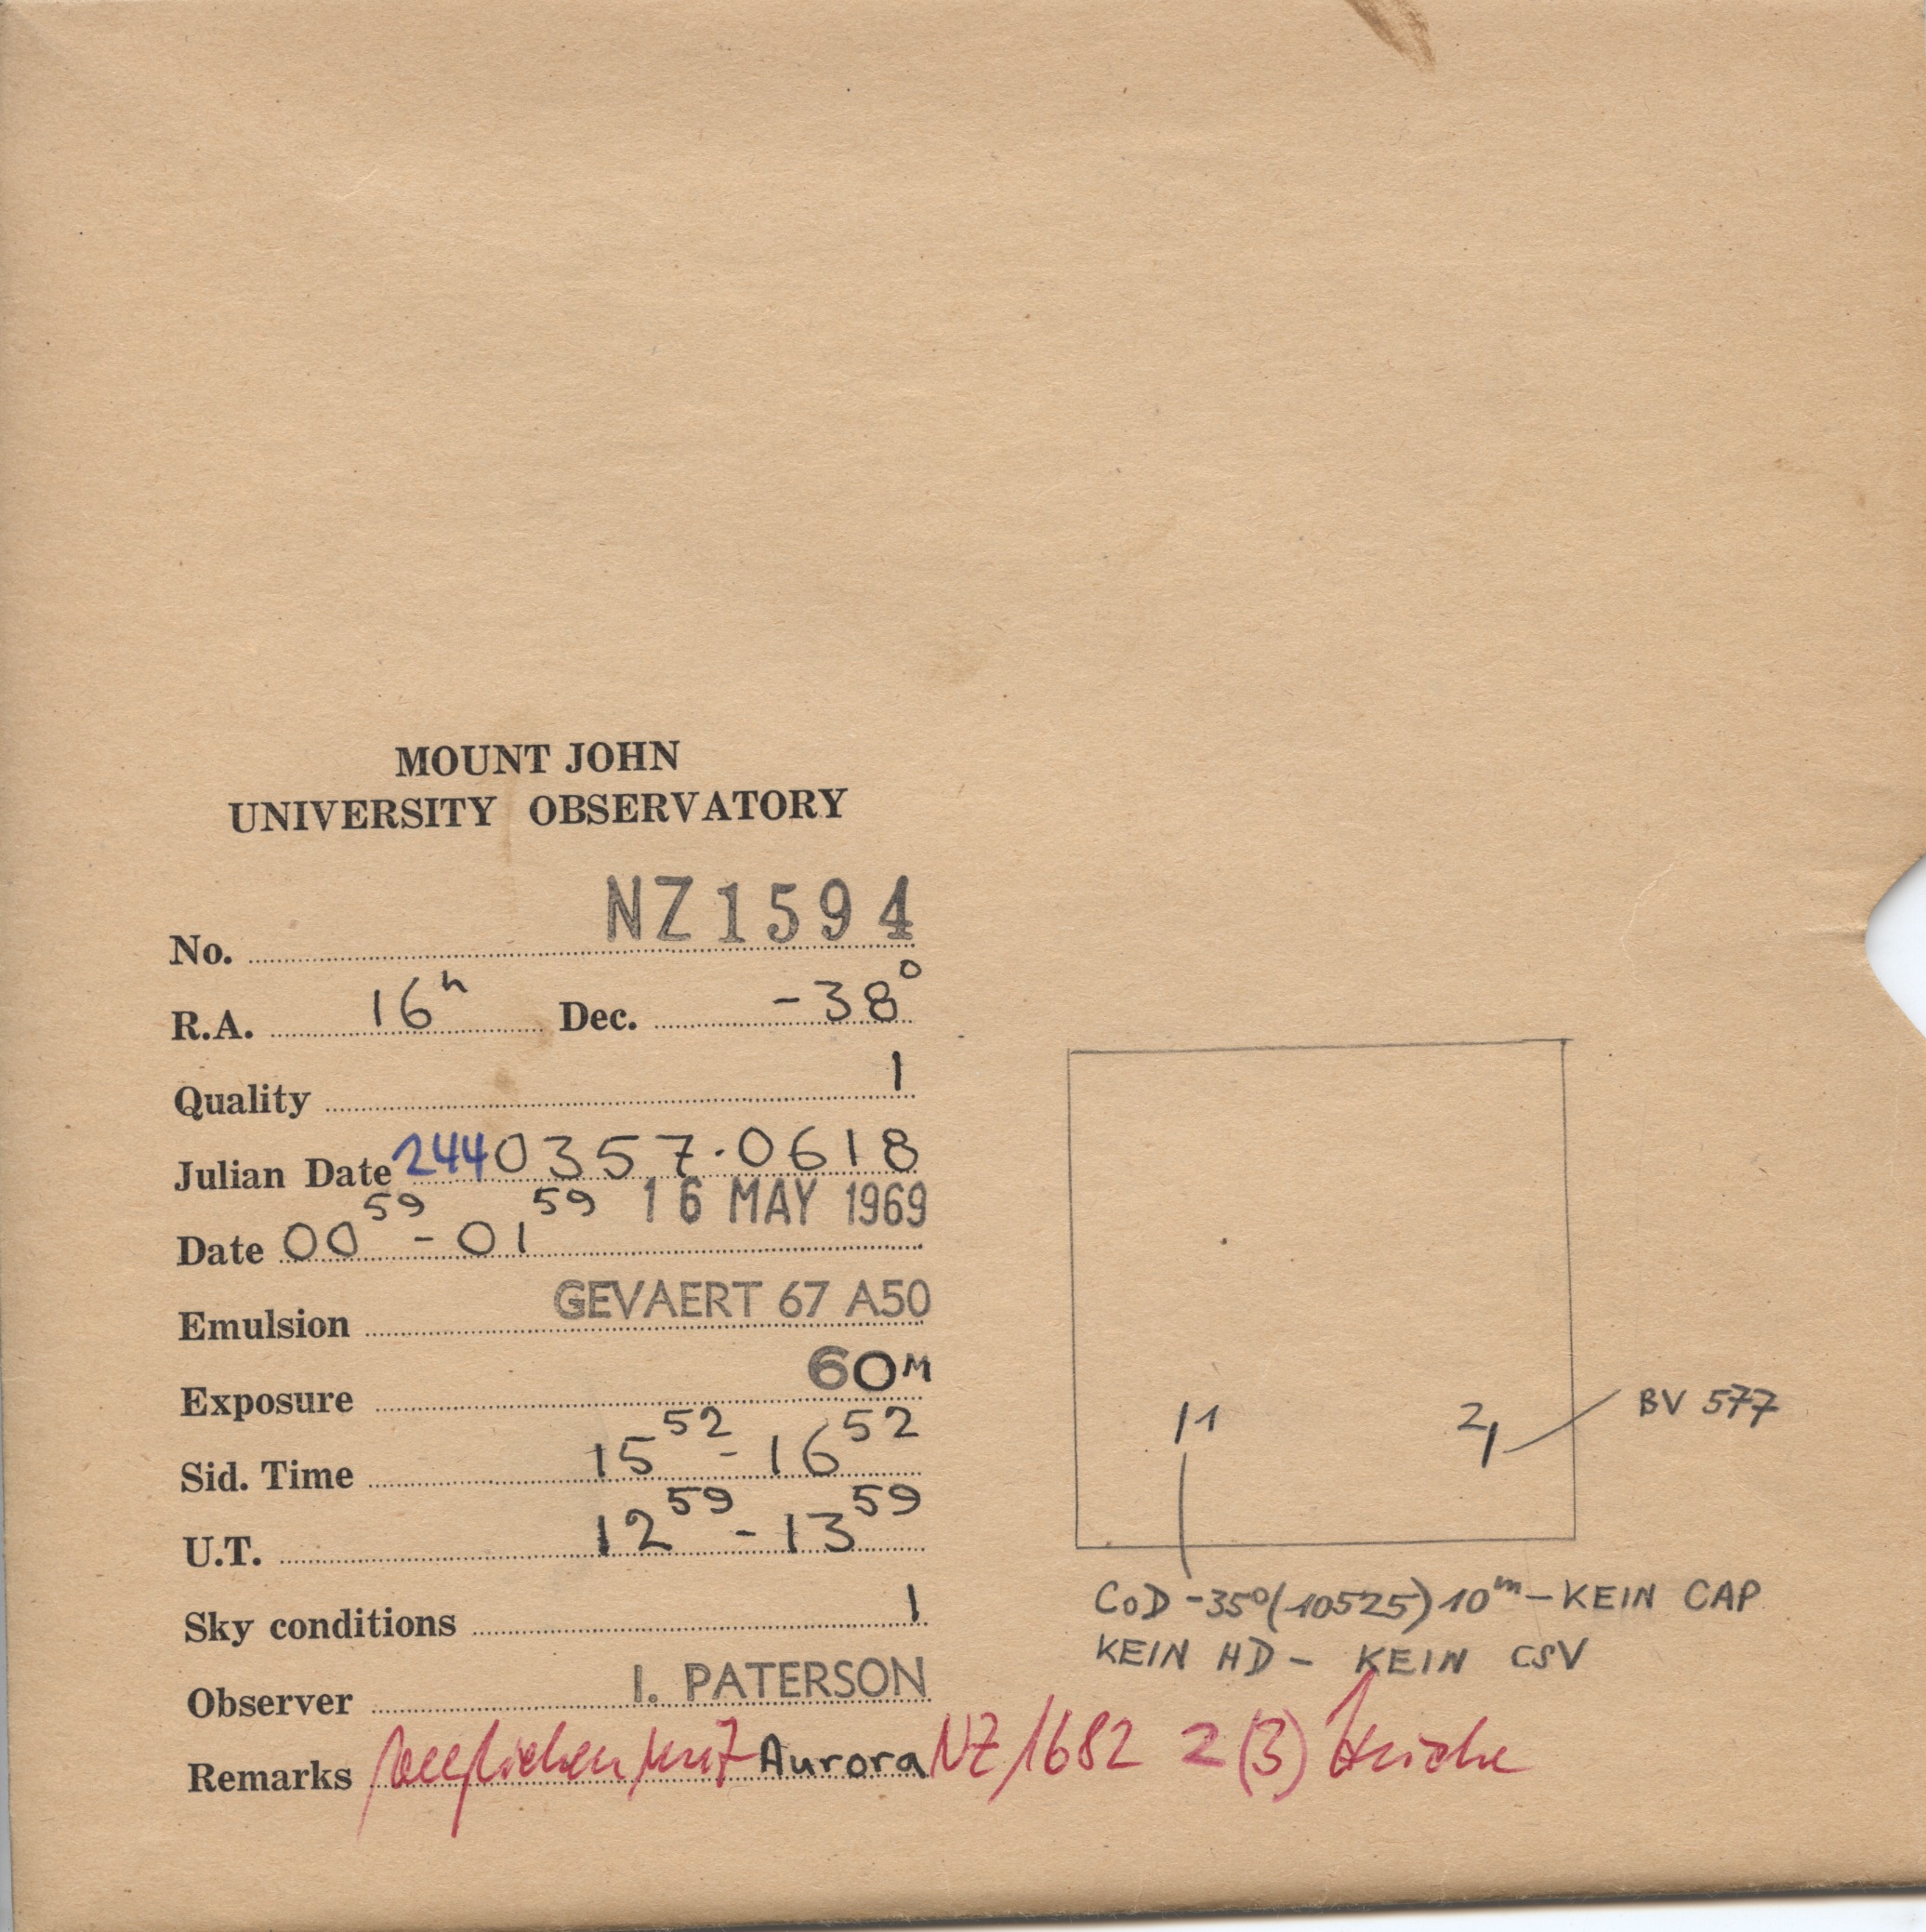 MOUNT JOHN
UNIVERSITY OBSERVATORY
No. NZ1594
R.A. 16h Dec. -38°
Quality 1
Julian Date 2440357.0618
Date 00 59 - 01 59 16 MAY 1969
Emulsion GEVAERT 67 A50
Exposure 60M
Sid. Time 15 52 - 16 52
U.T. 12 59 - 13 59
Sky conditions 1
Observer I. PATERSON
Remarks verglichen mit Aurora NZ 1682 2 (3) Striche
1
2
BV 577
CoD -35°(10525) 10m - KEIN CAP
KEIN HD - KEIN CSV